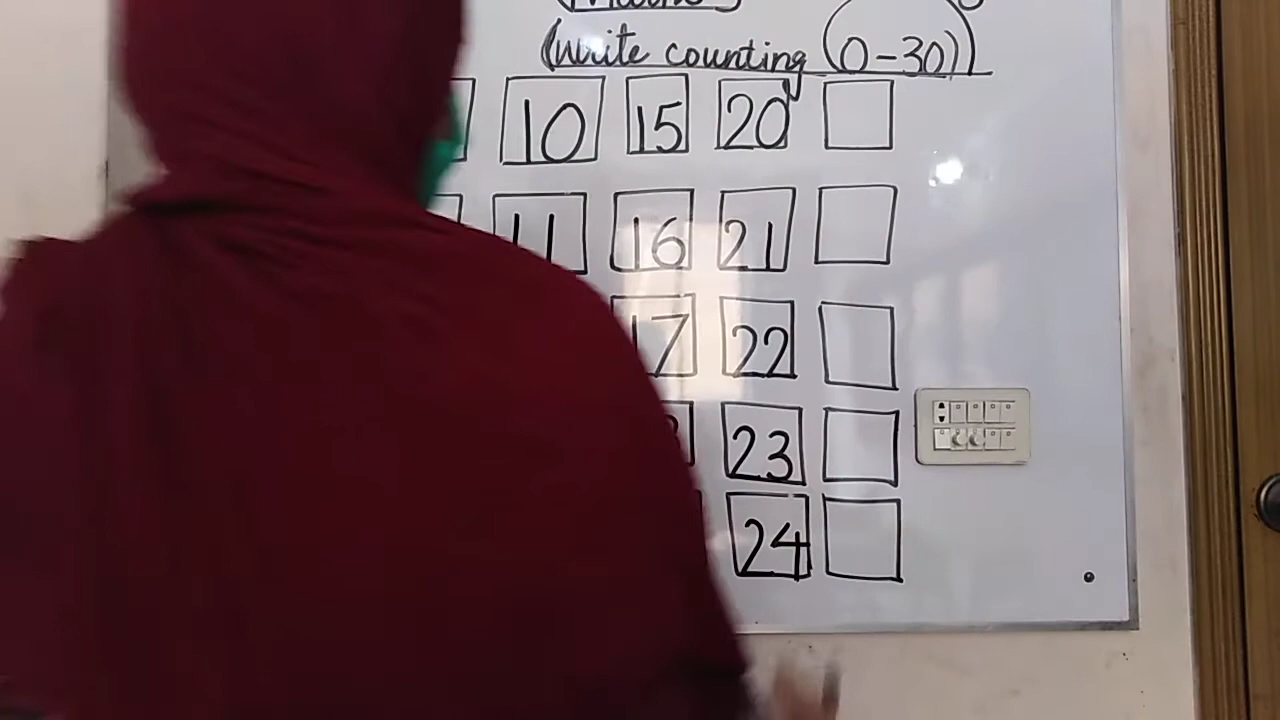 (write counting (0-30))
10 15 20
11 16 21
17 22
23
24